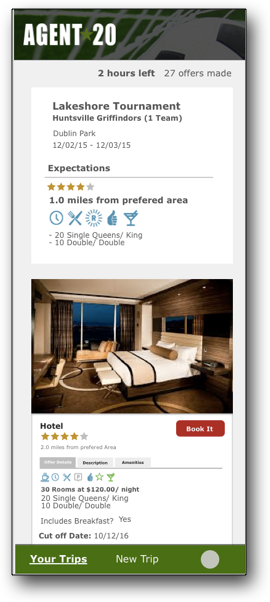 AGENT★20
2 hours left 27 offers made
Lakeshore Tournament
Huntsville Griffindors (1 Team)
Dublin Park
12/02/15 - 12/03/15
Expectations
1.0 miles from prefered area
R
- 20 Single Queens/ King
- 10 Double/ Double
Hotel
Book It
2.0 miles from prefered Area
Offer Details Description Amenities
P
30 Rooms at $120.00/ night
20 Single Queens/ King
10 Double/ Double
Includes Breakfast? Yes
Cut off Date: 10/12/16
Your Trips New Trip